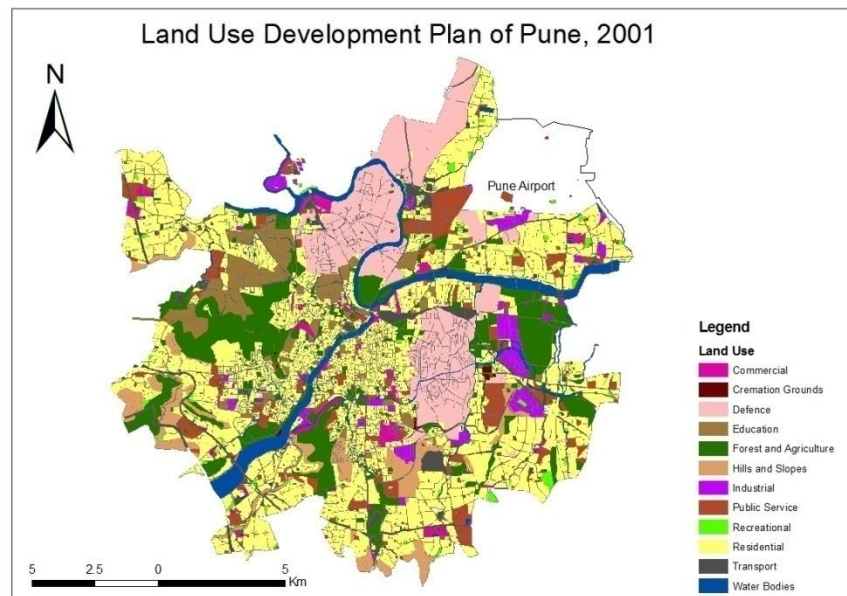 Land Use Development Plan of Pune, 2001
N
Pune Airport
Legend
Land Use
Commercial
Cremation Grounds
Defence
Education
Forest and Agriculture
Hills and Slopes
Industrial
Public Service
Recreational
Residential
Transport
Water Bodies
5 2.5 0 5
Km